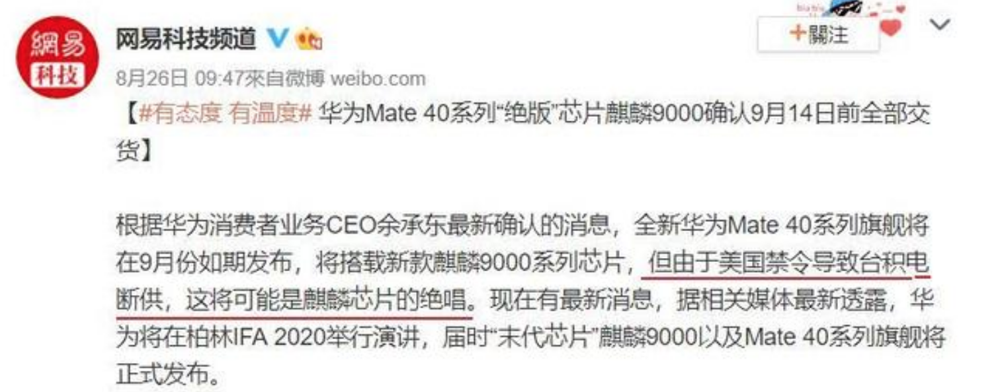 網易
科技
网易科技频道
+關注
8月26日 09:47來自微博 weibo.com
【#有态度 有温度# 华为Mate 40系列“绝版”芯片麒麟9000确认9月14日前全部交
货】
根据华为消费者业务CEO余承东最新确认的消息，全新华为Mate 40系列旗舰将
在9月份如期发布，将搭载新款麒麟9000系列芯片，但由于美国禁令导致台积电
断供，这将可能是麒麟芯片的绝唱。现在有最新消息，据相关媒体最新透露，华
为将在柏林IFA 2020举行演讲，届时“末代芯片”麒麟9000以及Mate 40系列旗舰将
正式发布。